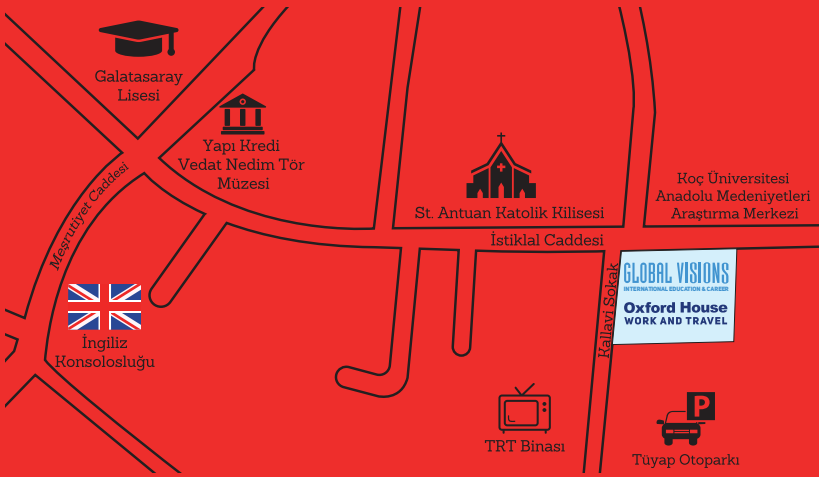 Galatasaray
Lisesi
Yapı Kredi
Vedat Nedim Tör
Müzesi
Meşrutiyet Caddesi
St. Antuan Katolik Kilisesi
Koç Üniversitesi
Anadolu Medeniyetleri
Araştırma Merkezi
İstiklal Caddesi
Kallavi Sokak
GLOBAL VISIONS
INTERNATIONAL EDUCATION & CAREER
Oxford House
WORK AND TRAVEL
İngiliz
Konsolosluğu
TRT Binası
P
Tüyap Otoparkı